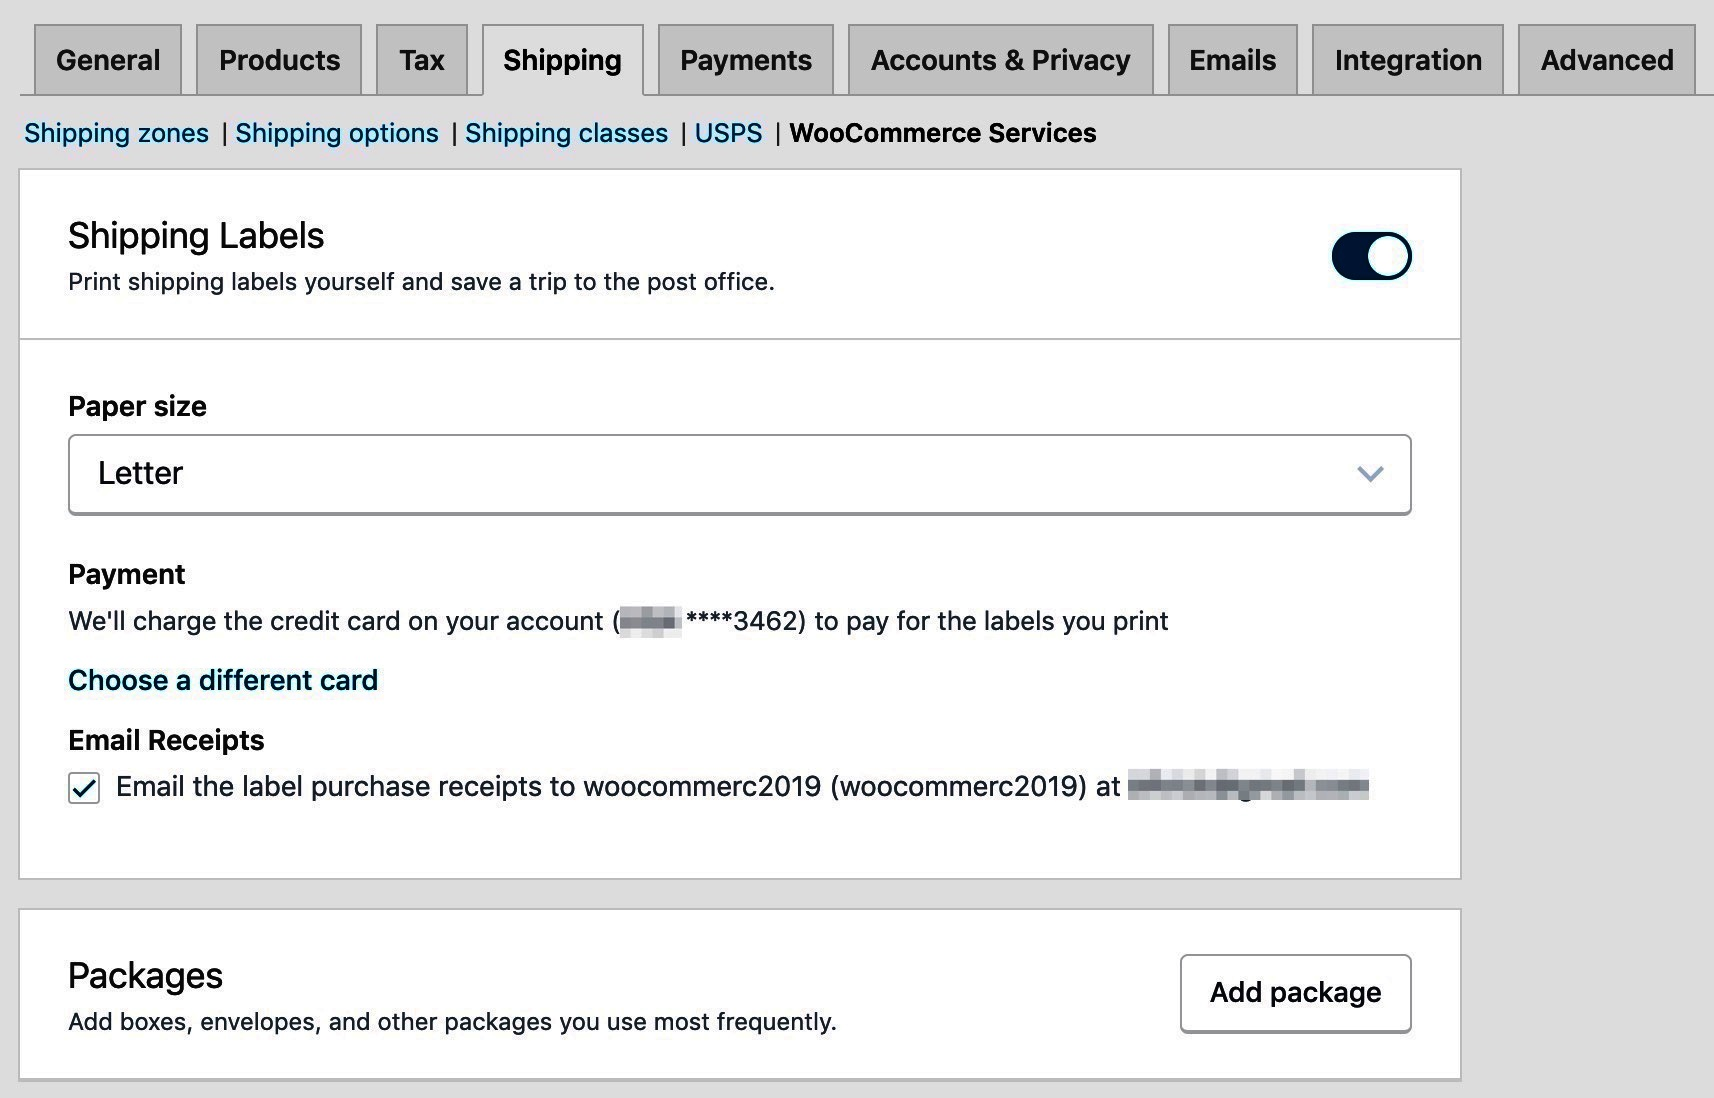 General Products Tax Shipping Payments Accounts & Privacy Emails Integration Advanced
Shipping zones | Shipping options | Shipping classes | USPS | WooCommerce Services
Shipping Labels
Print shipping labels yourself and save a trip to the post office.
Paper size
Letter
Payment
We'll charge the credit card on your account ( ****3462) to pay for the labels you print
Choose a different card
Email Receipts
Email the label purchase receipts to woocommerc2019 (woocommerc2019) at
Packages
Add package
Add boxes, envelopes, and other packages you use most frequently.